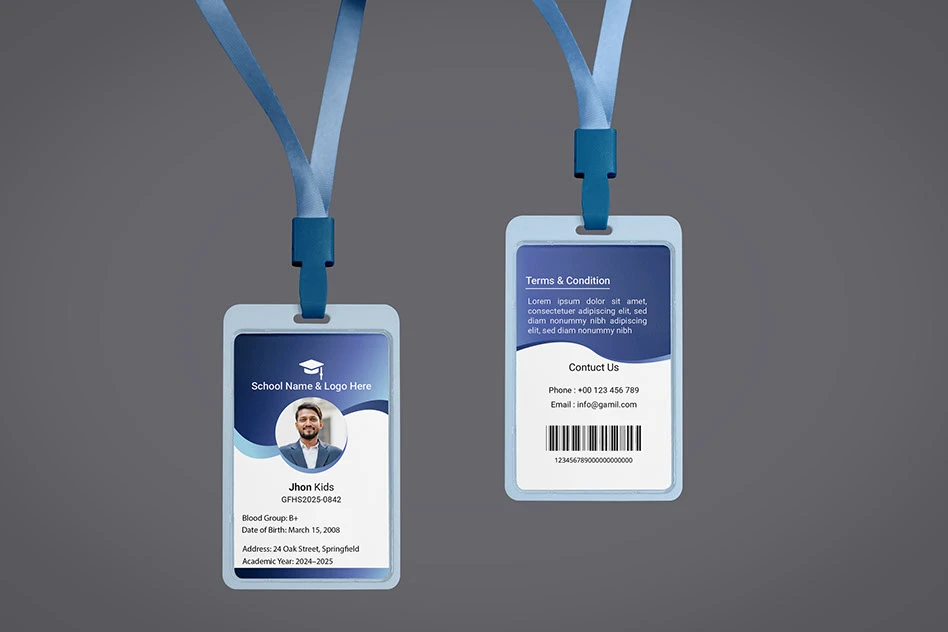 School Name & Logo Here
Jhon Kids
GFHS2025-0842
Blood Group: B+
Date of Birth: March 15, 2008
Address: 24 Oak Street, Springfield
Academic Year: 2024–2025
Terms & Condition
Lorem ipsum dolor sit amet,
consectetuer adipiscing elit, sed
diam nonummy nibh adipiscing
elit, sed diam nonummy nibh
Contuct Us
Phone : +00 123 456 789
Email : info@gamil.com
123456789000000000000